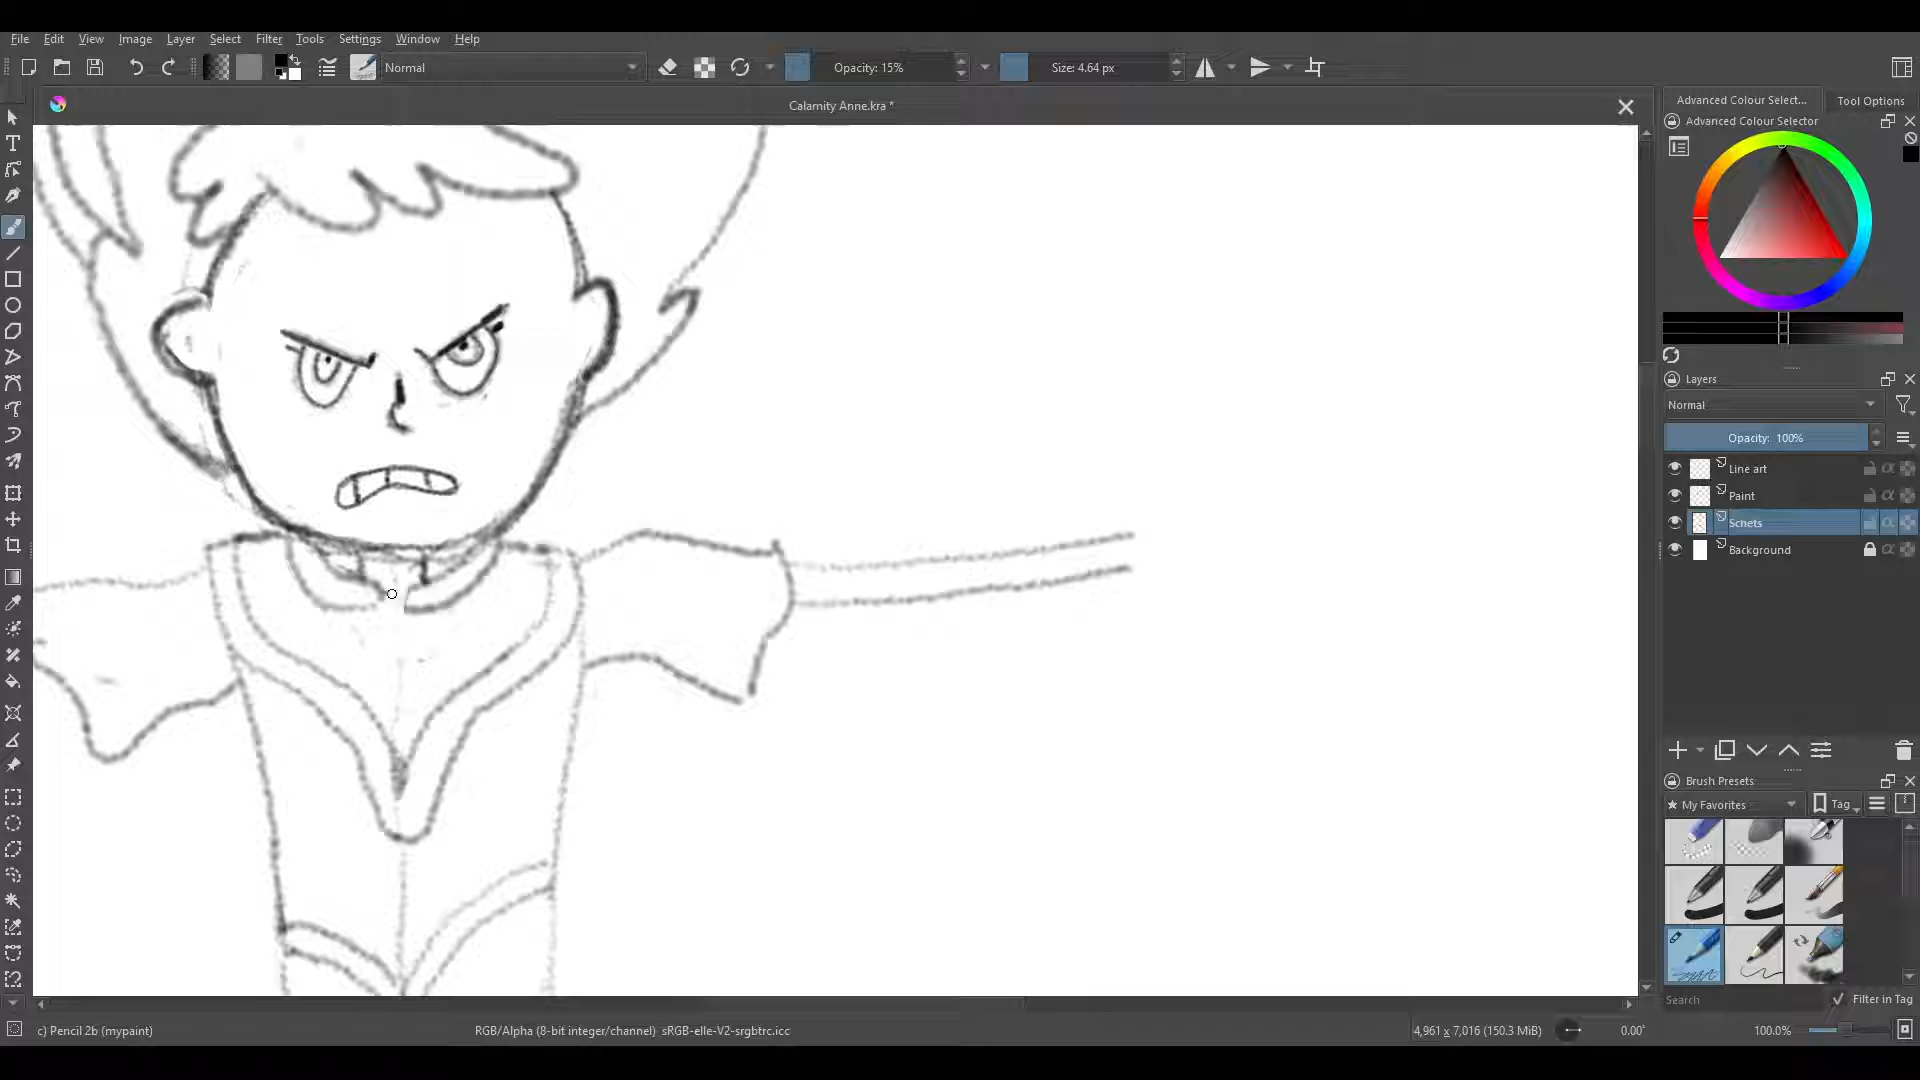 File Edit View Image Layer Select Filter Tools Settings Window Help
Normal
Opacity: 15%
Size: 4.64 px
Calamity Anne.kra *
Advanced Colour Select...
Tool Options
Advanced Colour Selector
Layers
Normal
Opacity: 100%
Line art
Paint
Schets
Background
Brush Presets
My Favorites
Tag
Search
Filter in Tag
c) Pencil 2b (mypaint)
RGB/Alpha (8-bit integer/channel) sRGB-elle-V2-srgbtrc.icc
4,961 x 7,016 (150.3 MiB)
0.00°
100.0%